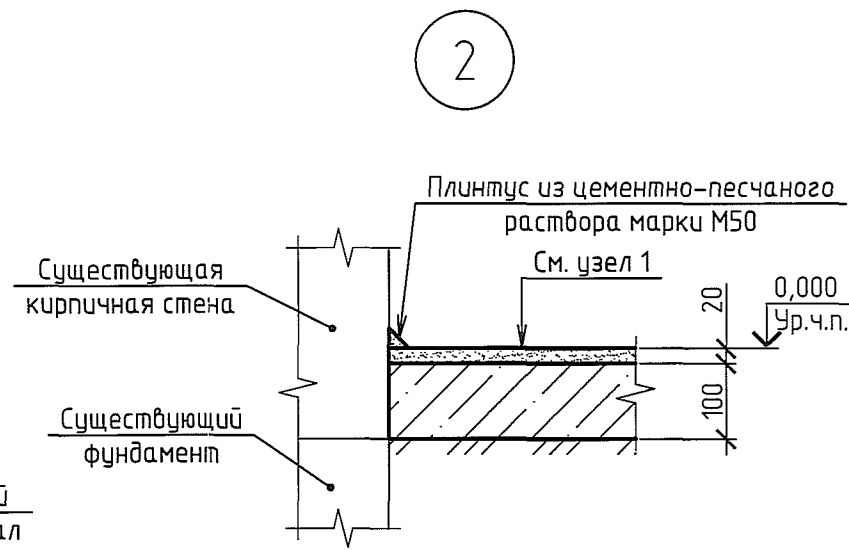 2
Плинтус из цементно-песчаного
раствора марки М50
См. узел 1
Существующая
кирпичная стена
20
0,000
Ур.ч.п.
100
Существующий
фундамент